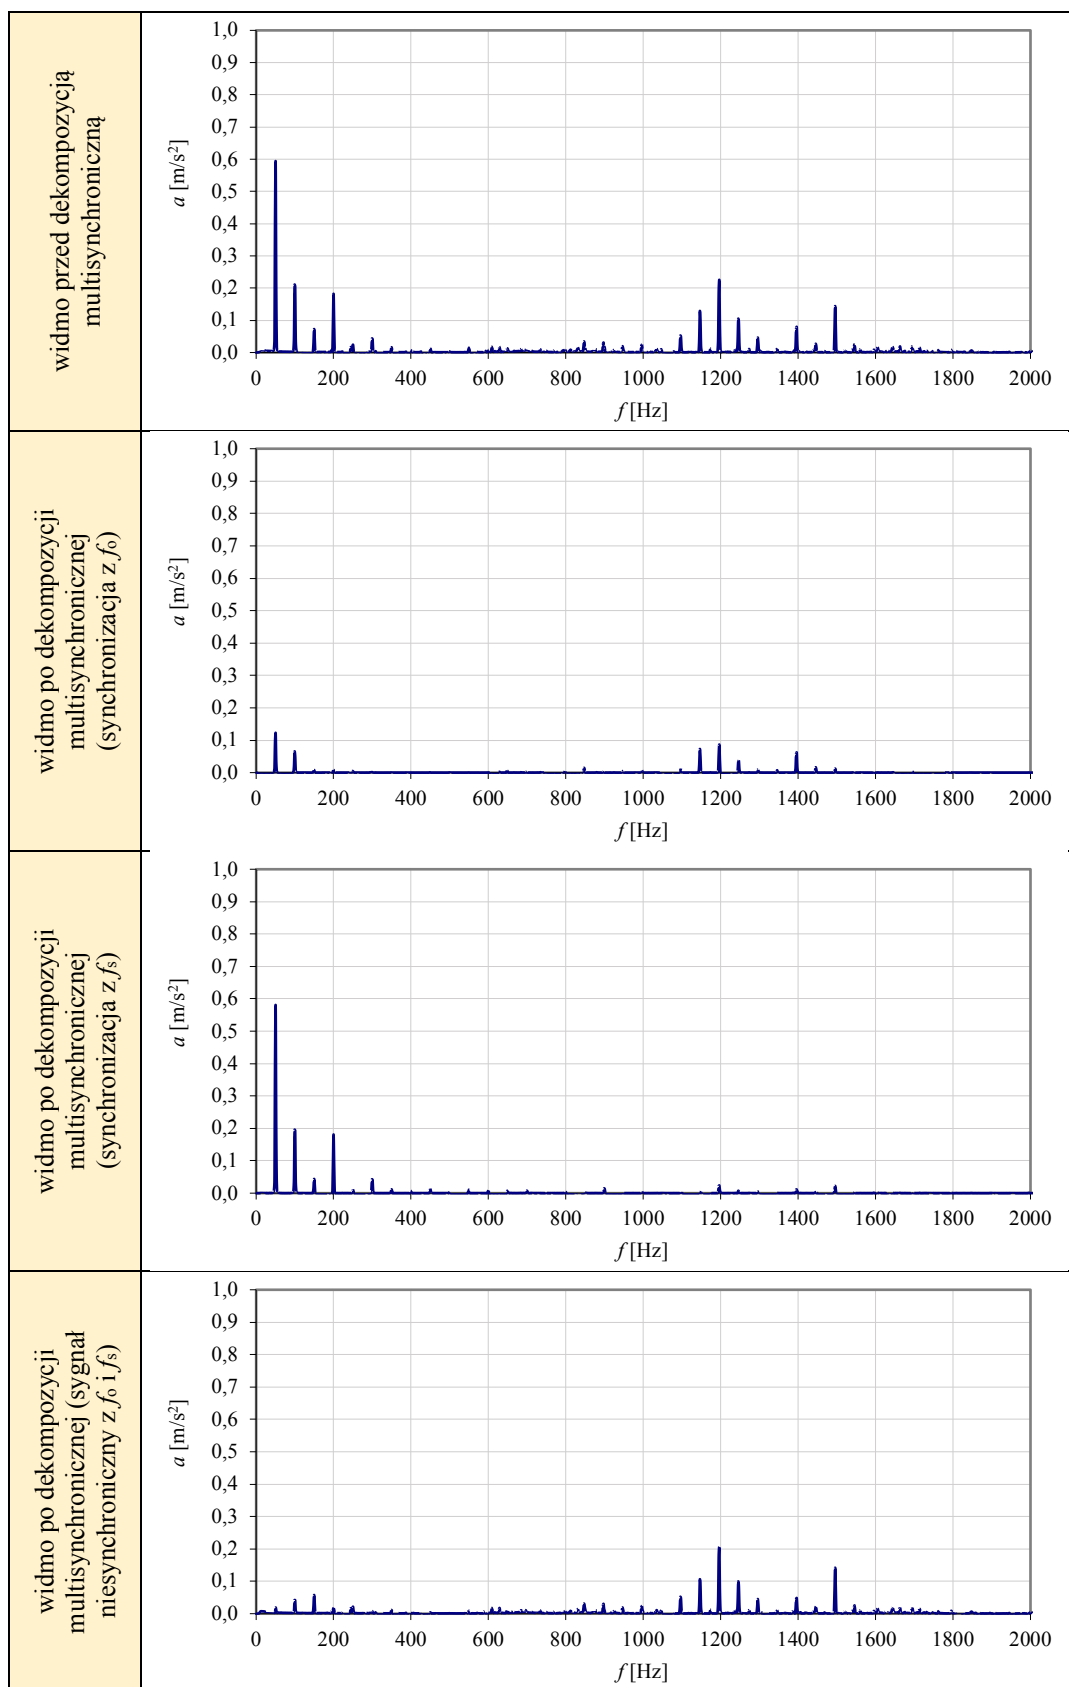 widmo przed dekompozycją
multisynchroniczną
1,0
0,9
0,8
0,7
0,6
0,5
0,4
0,3
0,2
0,1
0,0
a [m/s²]
0 200 400 600 800 1000 1200 1400 1600 1800 2000
f [Hz]
widmo po dekompozycji
multisynchronicznej
(synchronizacja z fo)
1,0
0,9
0,8
0,7
0,6
0,5
0,4
0,3
0,2
0,1
0,0
a [m/s²]
0 200 400 600 800 1000 1200 1400 1600 1800 2000
f [Hz]
widmo po dekompozycji
multisynchronicznej
(synchronizacja z fs)
1,0
0,9
0,8
0,7
0,6
0,5
0,4
0,3
0,2
0,1
0,0
a [m/s²]
0 200 400 600 800 1000 1200 1400 1600 1800 2000
f [Hz]
widmo po dekompozycji
multisynchronicznej (sygnał
niesynchroniczny z fo i fs)
1,0
0,9
0,8
0,7
0,6
0,5
0,4
0,3
0,2
0,1
0,0
a [m/s²]
0 200 400 600 800 1000 1200 1400 1600 1800 2000
f [Hz]